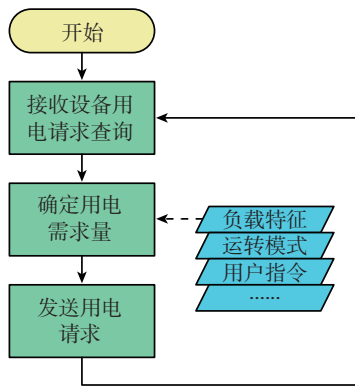 开始
接收设备用
电请求查询
确定用电
需求量
负载特征
运转模式
用户指令
······
发送用电
请求